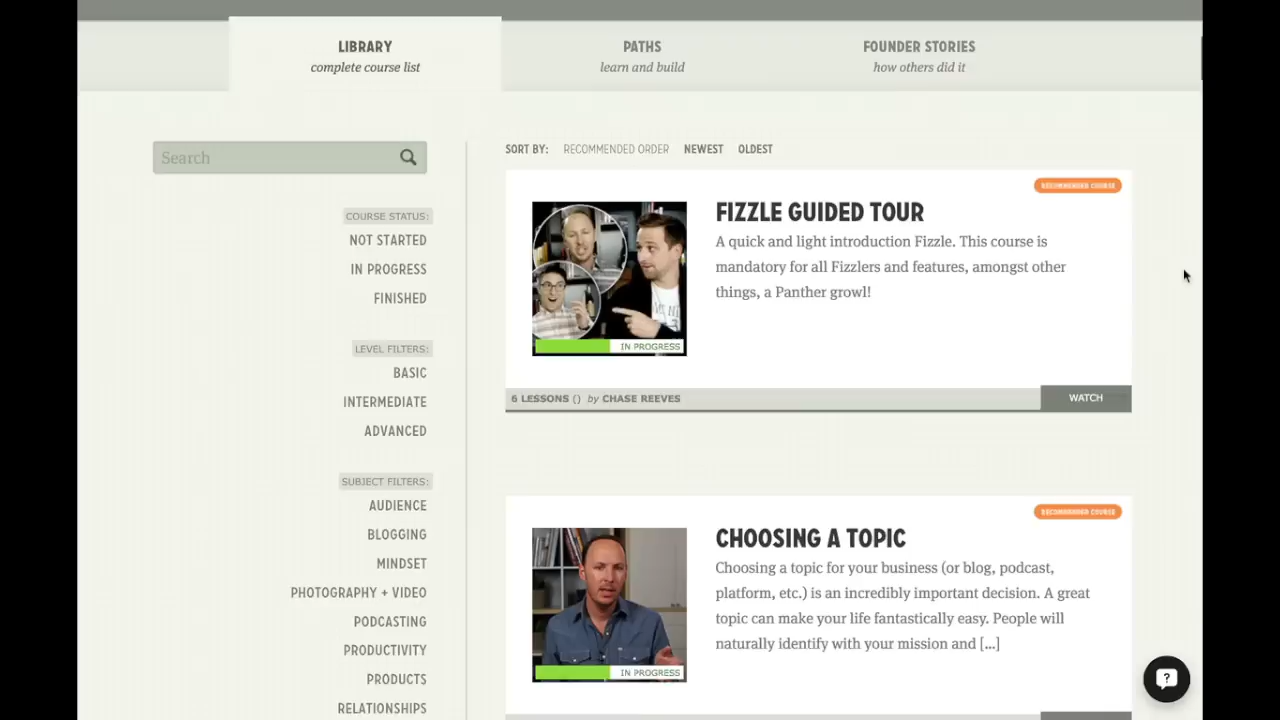 LIBRARY
complete course list
PATHS
learn and build
FOUNDER STORIES
how others did it
Search
COURSE STATUS:
NOT STARTED
IN PROGRESS
FINISHED
LEVEL FILTERS:
BASIC
INTERMEDIATE
ADVANCED
SUBJECT FILTERS:
AUDIENCE
BLOGGING
MINDSET
PHOTOGRAPHY + VIDEO
PODCASTING
PRODUCTIVITY
PRODUCTS
RELATIONSHIPS
SORT BY: RECOMMENDED ORDER NEWEST OLDEST
RECOMMENDED COURSE
FIZZLE GUIDED TOUR
A quick and light introduction Fizzle. This course is
mandatory for all Fizzlers and features, amongst other
things, a Panther growl!
IN PROGRESS
6 LESSONS () by CHASE REEVES
WATCH
RECOMMENDED COURSE
CHOOSING A TOPIC
Choosing a topic for your business (or blog, podcast,
platform, etc.) is an incredibly important decision. A great
topic can make your life fantastically easy. People will
naturally identify with your mission and [...]
IN PROGRESS
?